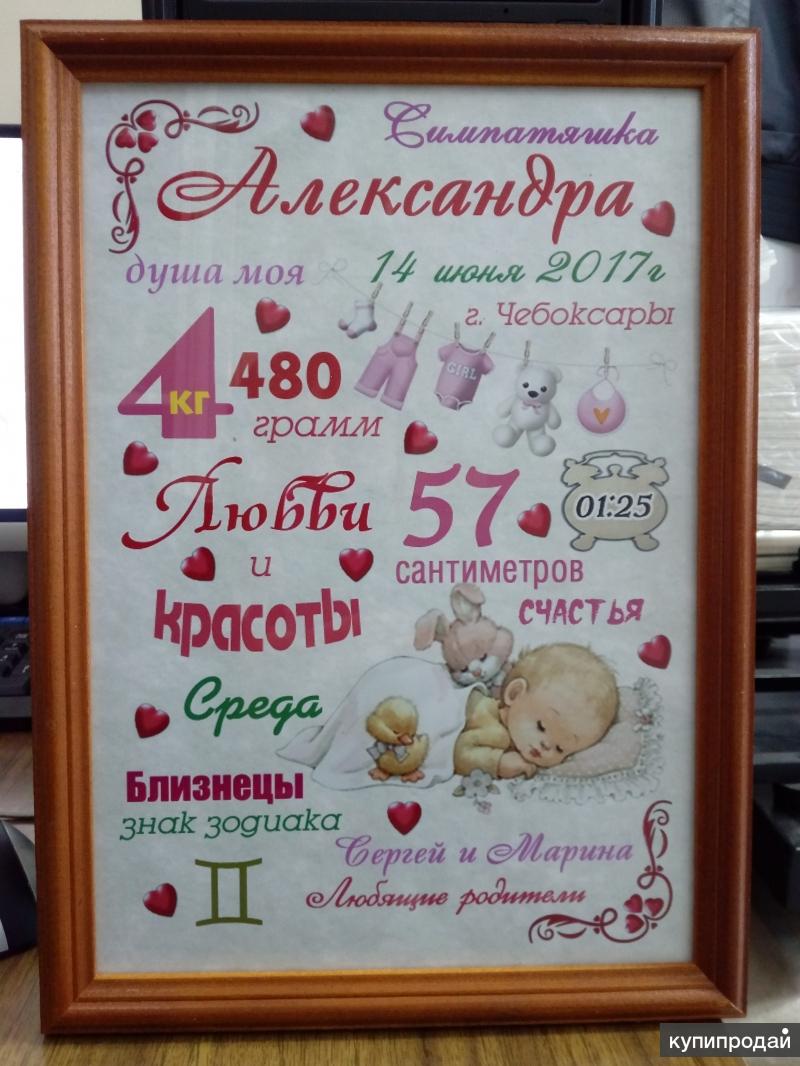 Симпатяшка
Александра
душа моя
14 июня 2017г
г. Чебоксары
4 кг 480
грамм
GIRL
Любви
и
красоты
57
сантиметров
счастья
01:25
Среда
Близнецы
знак зодиака
Сергей и Марина
Любящие родители
купипродай